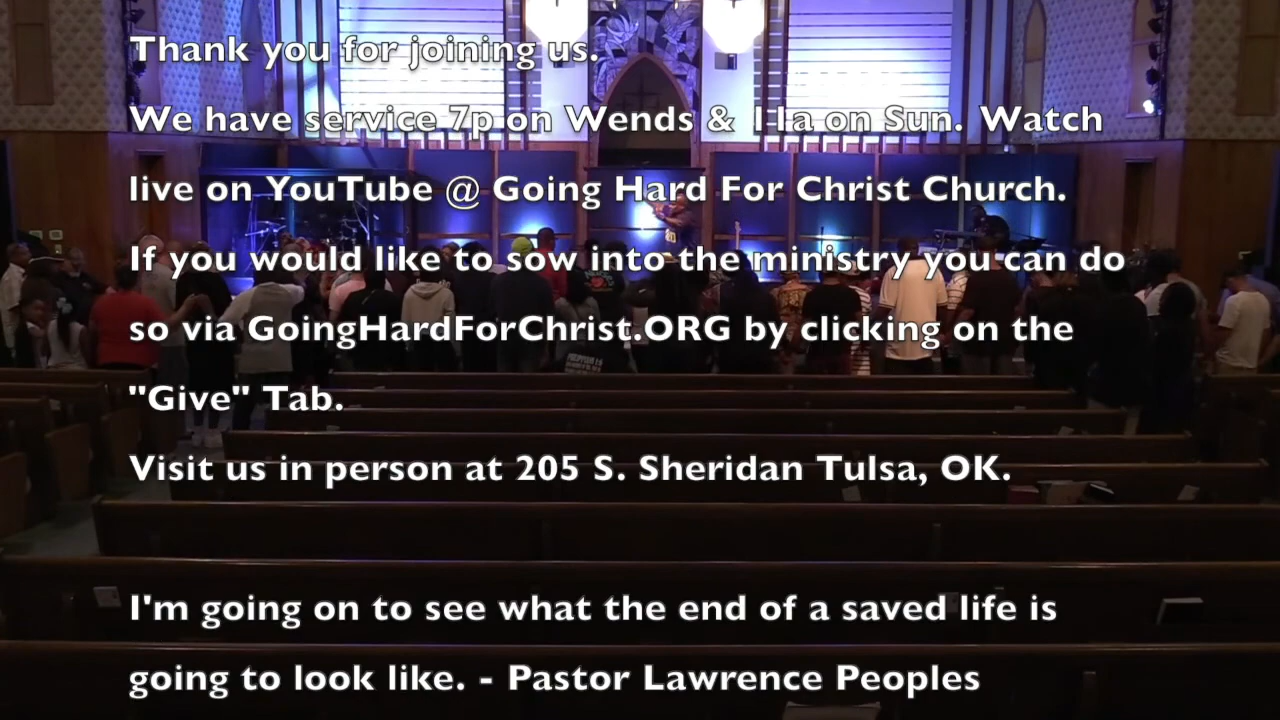 Thank you for joining us.
We have service 7p on Wends & 11a on Sun. Watch
live on YouTube @ Going Hard For Christ Church.
If you would like to sow into the ministry you can do
so via GoingHardForChrist.ORG by clicking on the
"Give" Tab.
Visit us in person at 205 S. Sheridan Tulsa, OK.
I'm going on to see what the end of a saved life is
going to look like. - Pastor Lawrence Peoples